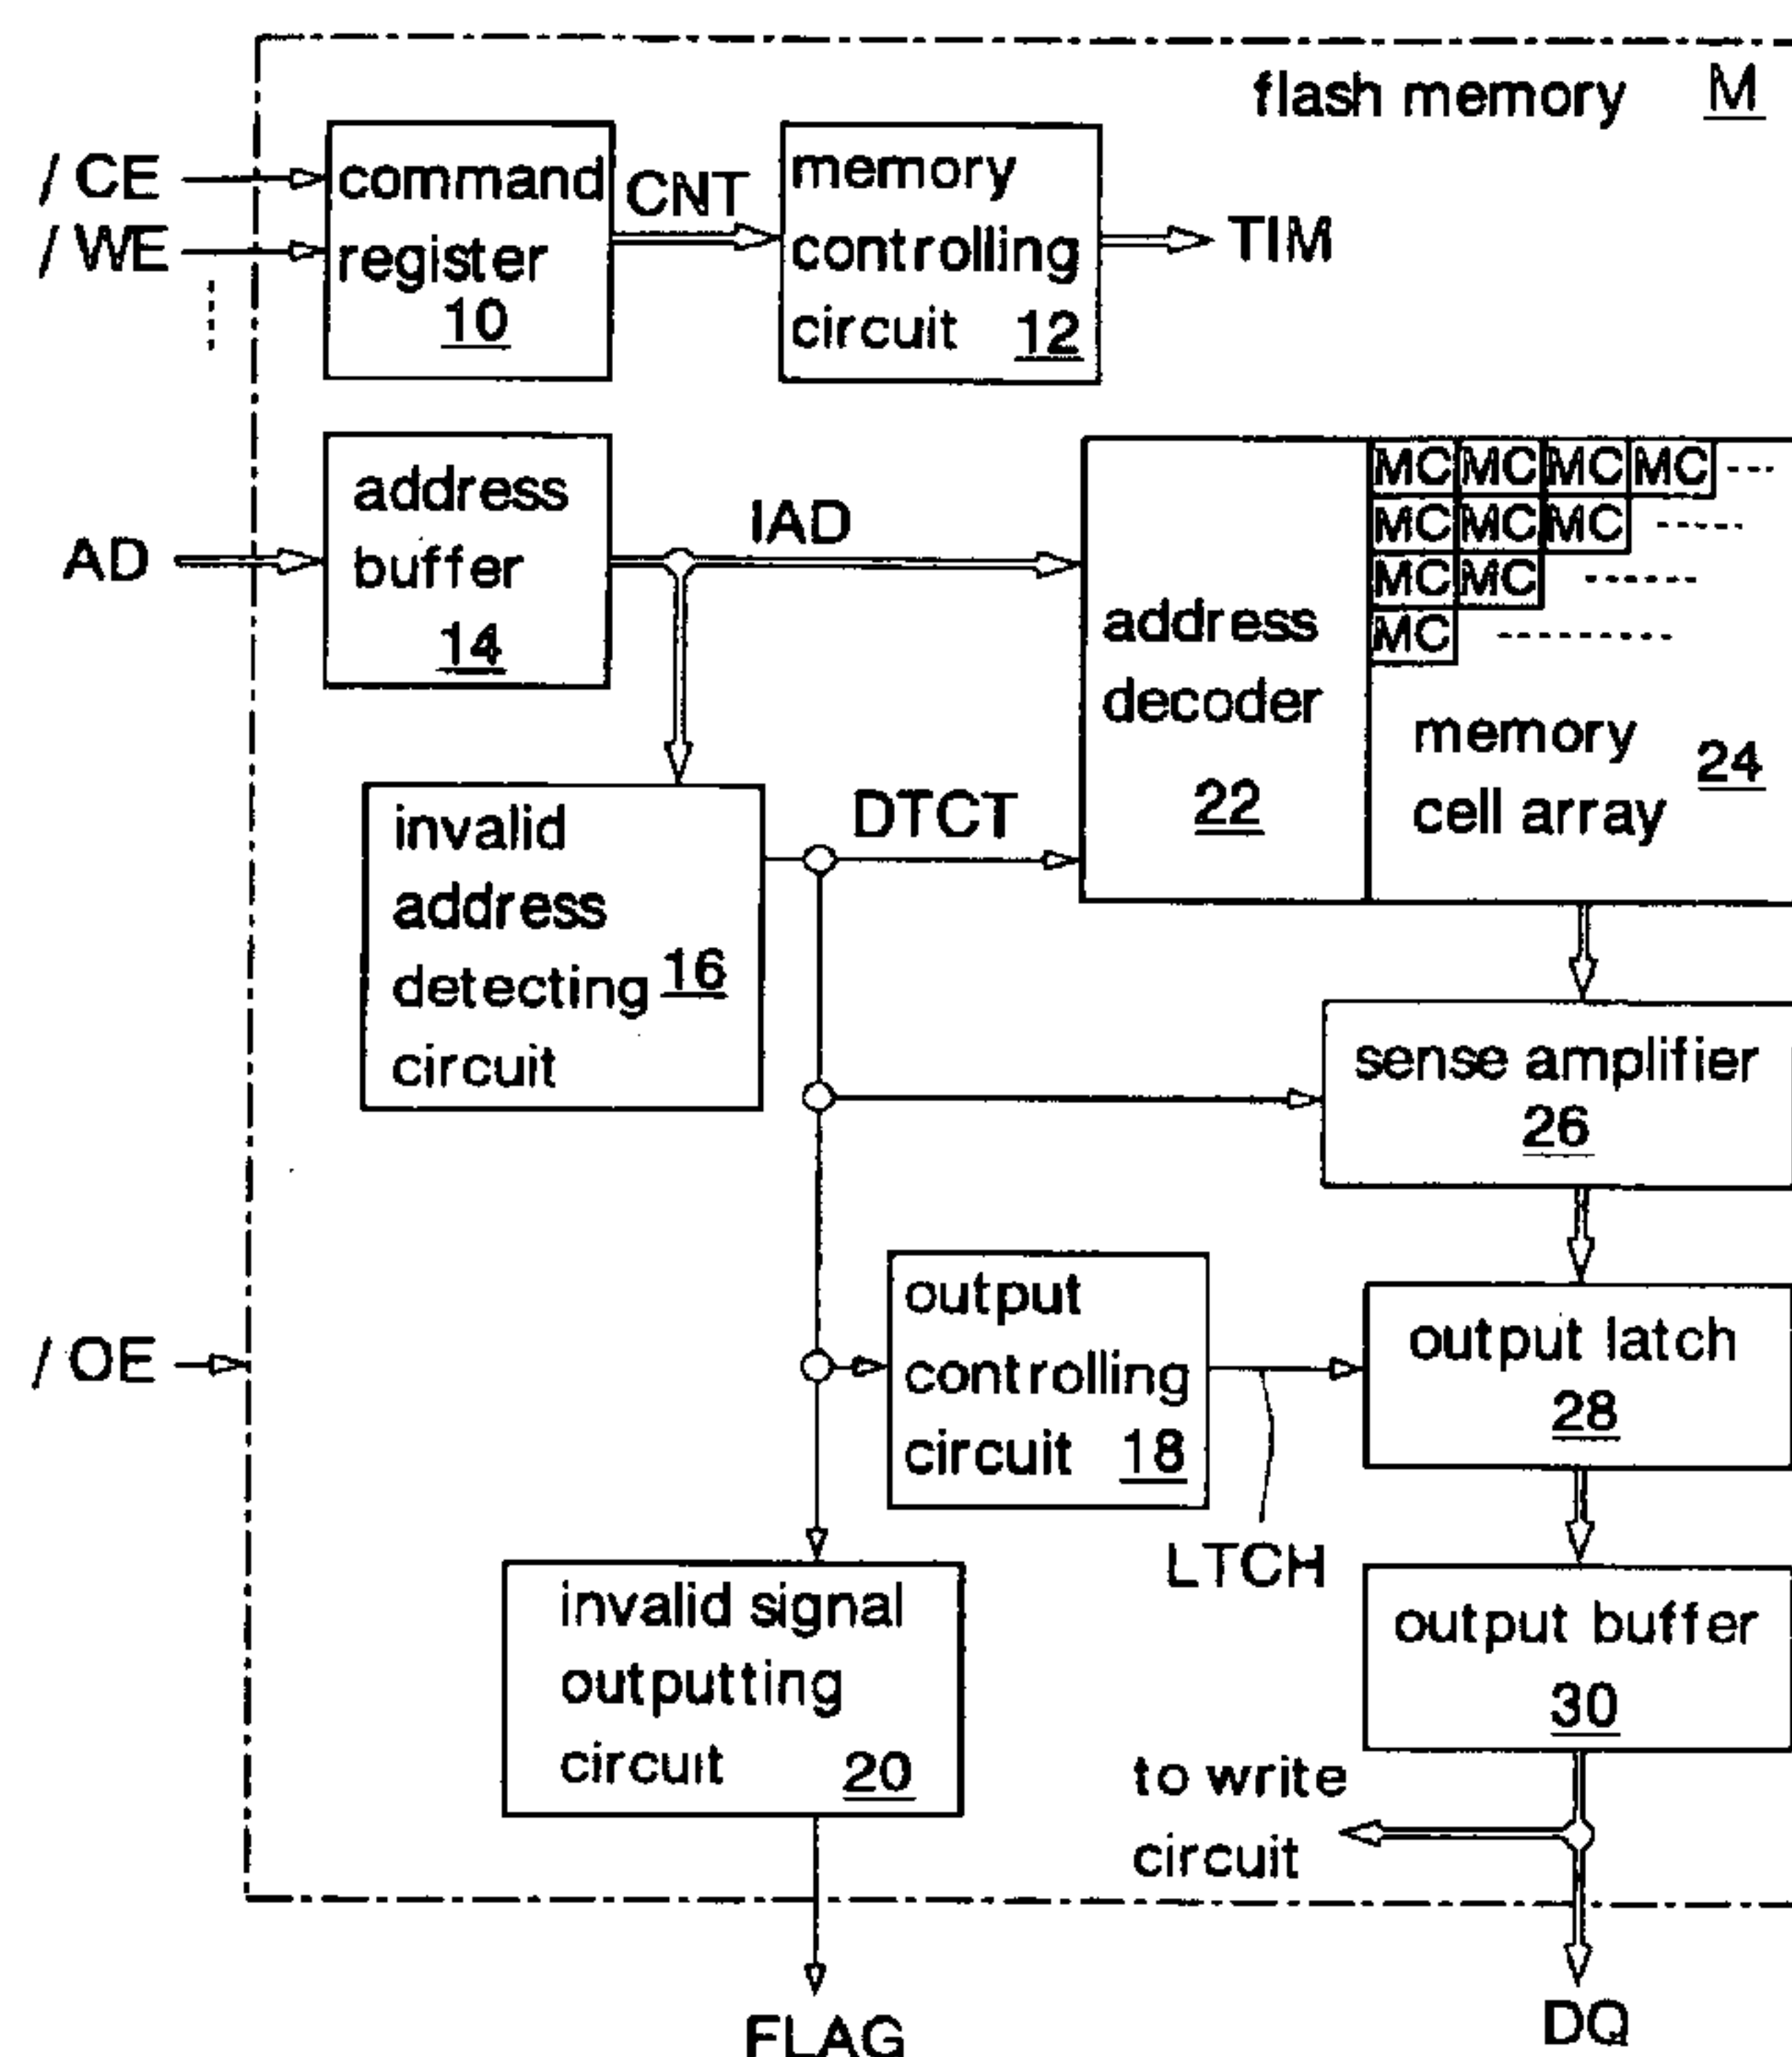 flash memory M
/ CE
/ WE
command
register
10
CNT
memory
controlling
circuit 12
TIM
AD
address
buffer
14
IAD
address
decoder
22
MC MC MC MC
MC MC MC
MC MC
MC
memory
cell array
24
invalid
address
detecting
circuit
16
DTCT
sense amplifier
26
/ OE
output
controlling
circuit 18
LTCH
output latch
28
invalid signal
outputting
circuit 20
output buffer
30
to write
circuit
FLAG
DQ